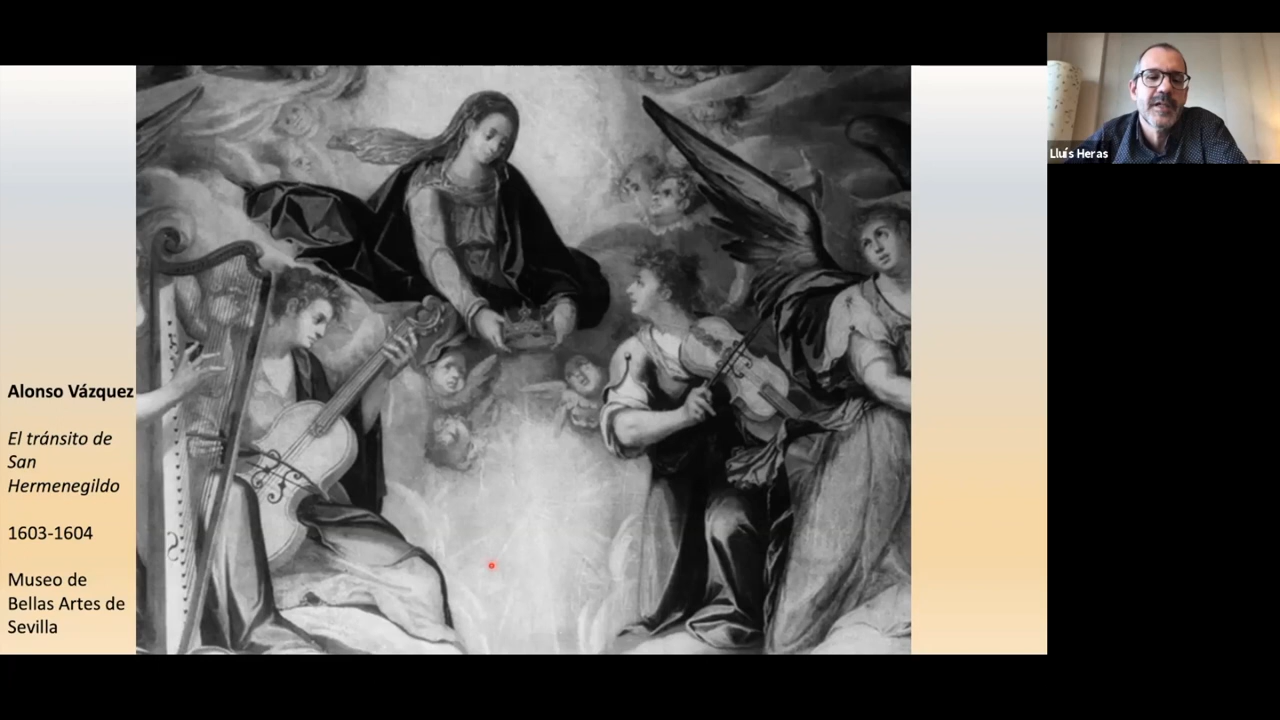 Alonso Vázquez
El tránsito de
San
Hermenegildo
1603-1604
Museo de
Bellas Artes de
Sevilla
Lluís Heras